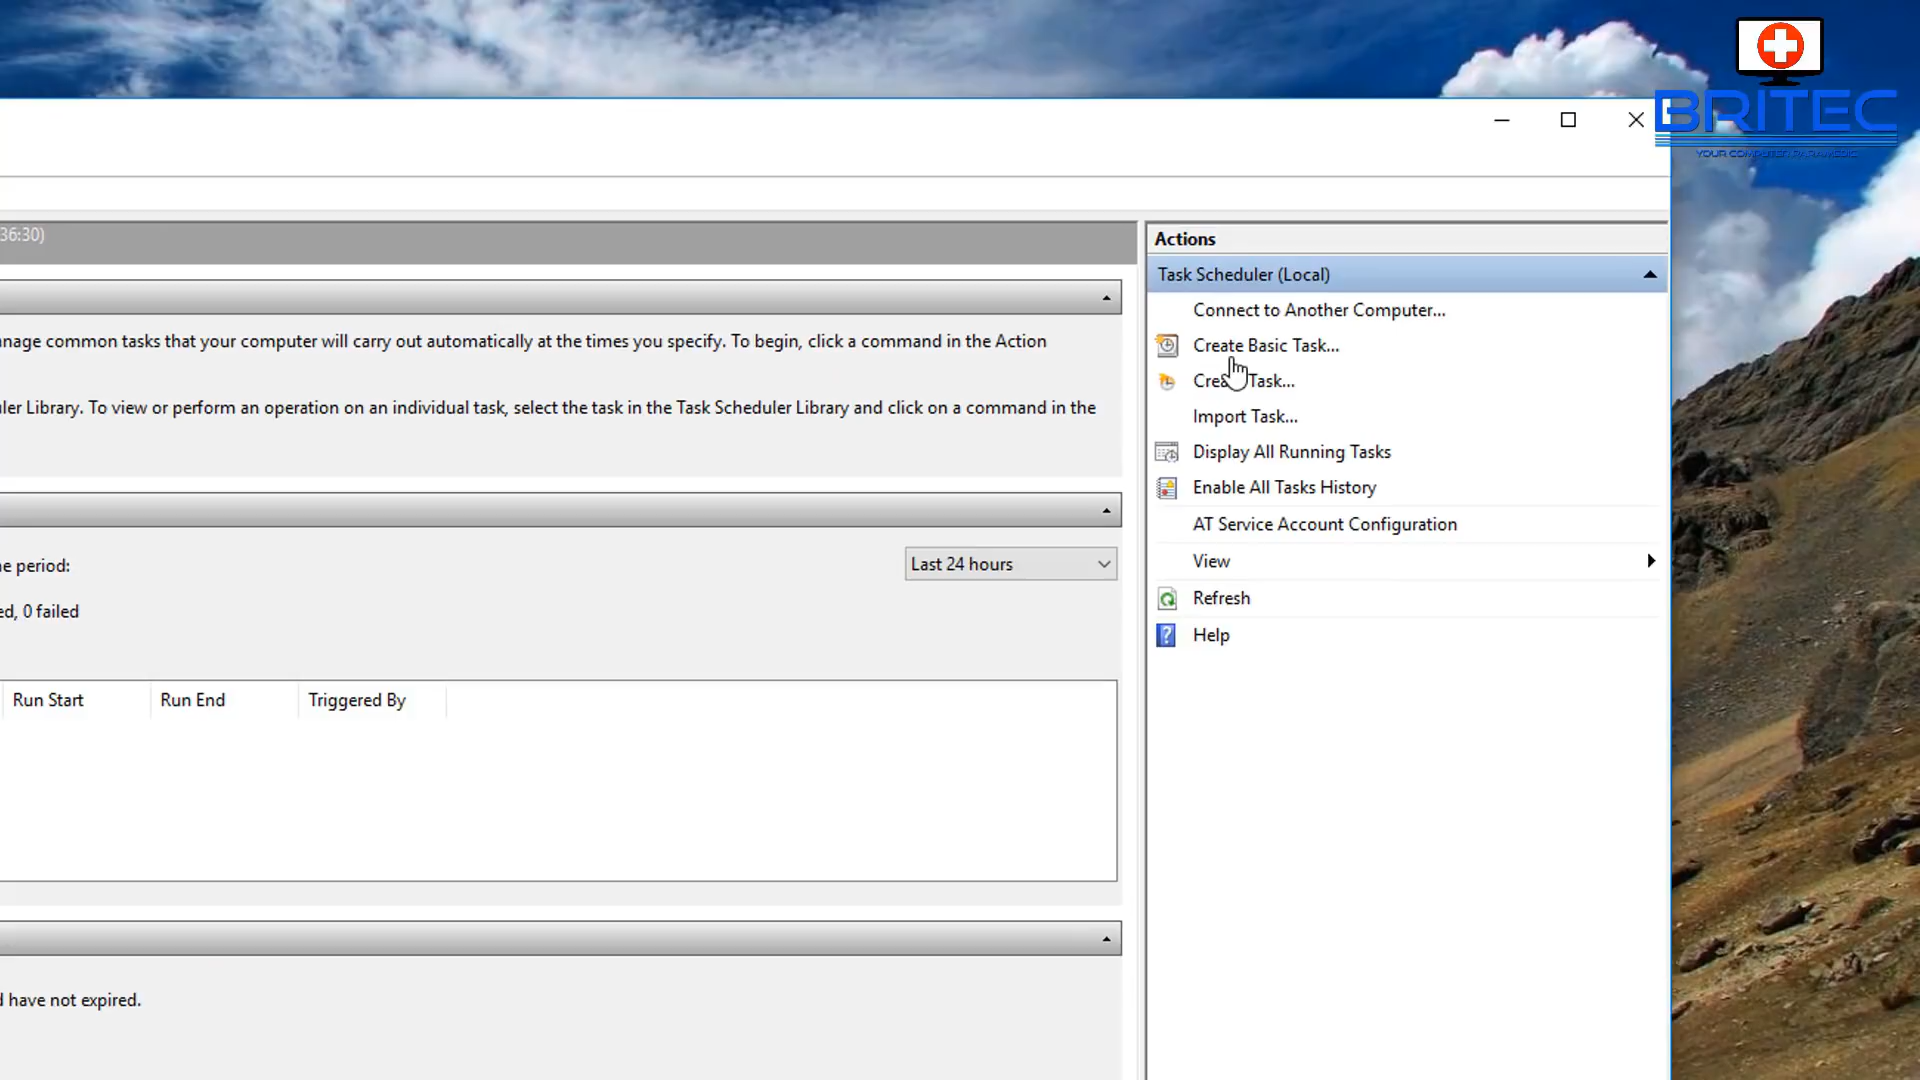 BRITEC
YOUR COMPUTER PARAMEDIC
36:30)
Actions
Task Scheduler (Local)
Connect to Another Computer...
Create Basic Task...
Create Task...
Import Task...
Display All Running Tasks
Enable All Tasks History
AT Service Account Configuration
View
Refresh
Help
nage common tasks that your computer will carry out automatically at the times you specify. To begin, click a command in the Action
ler Library. To view or perform an operation on an individual task, select the task in the Task Scheduler Library and click on a command in the
e period:
Last 24 hours
ed, 0 failed
Run Start Run End Triggered By
d have not expired.